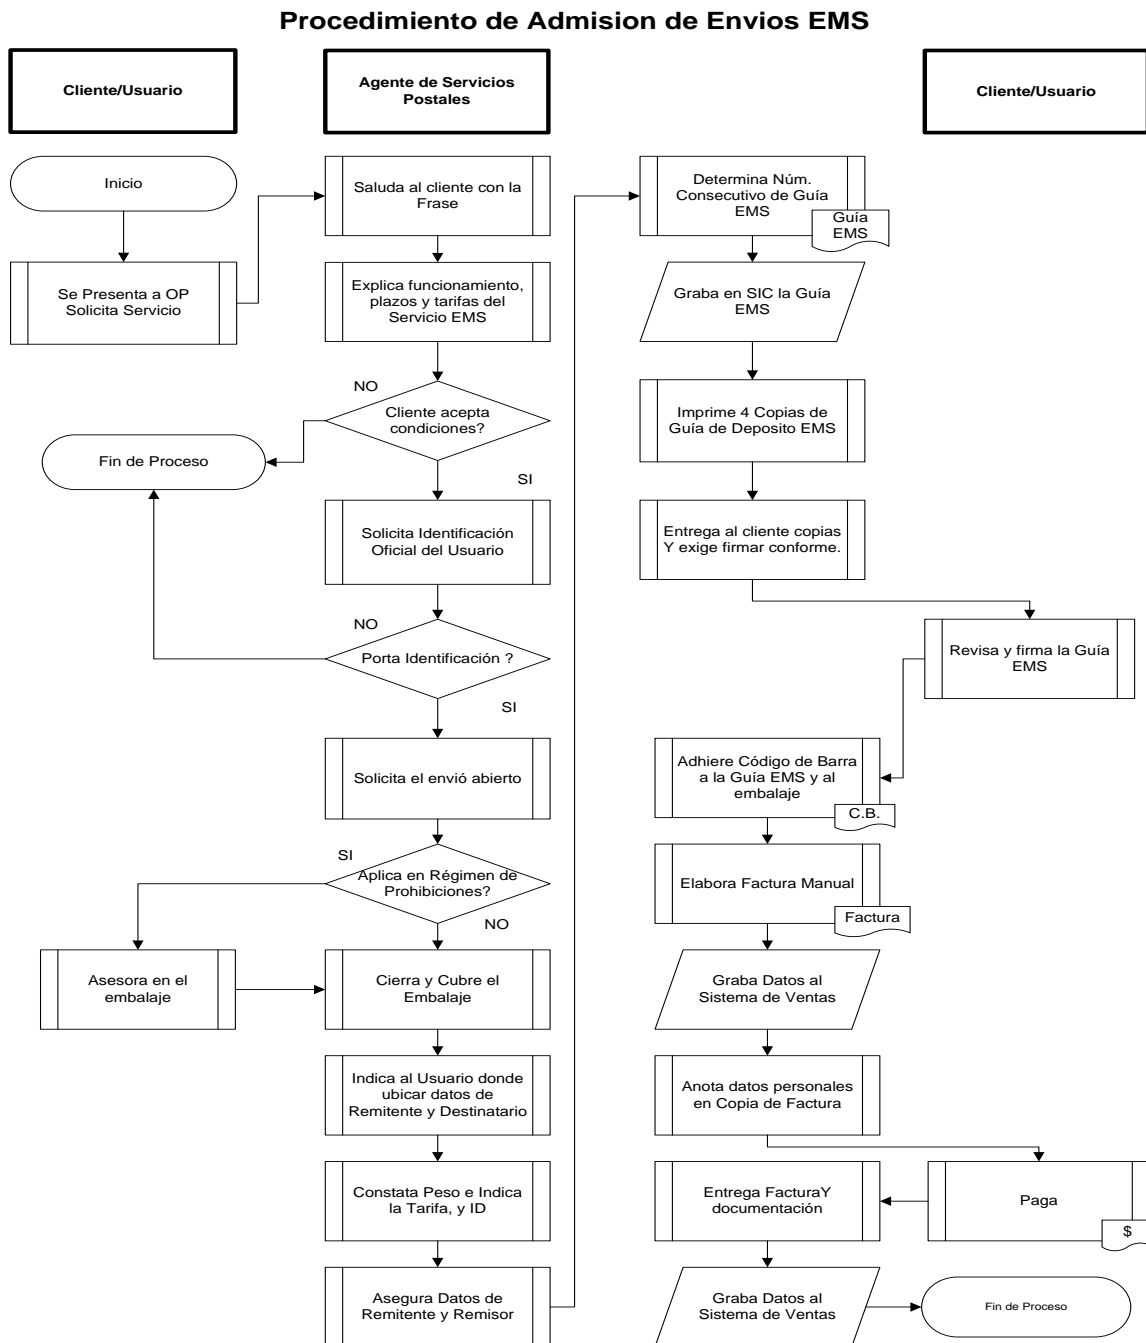 Procedimiento de Admision de Envios EMS
Cliente/Usuario
Agente de Servicios
Postales
Cliente/Usuario
Inicio
Se Presenta a OP
Solicita Servicio
Saluda al cliente con la
Frase
Explica funcionamiento,
plazos y tarifas del
Servicio EMS
NO
Cliente acepta
condiciones?
Fin de Proceso
SI
Solicita Identificación
Oficial del Usuario
NO
Porta Identificación ?
SI
Solicita el envió abierto
SI
Aplica en Régimen de
Prohibiciones?
NO
Asesora en el
embalaje
Cierra y Cubre el
Embalaje
Indica al Usuario donde
ubicar datos de
Remitente y Destinatario
Constata Peso e Indica
la Tarifa, y ID
Asegura Datos de
Remitente y Remisor
Determina Núm.
Consecutivo de Guía
EMS
Guía
EMS
Graba en SIC la Guía
EMS
Imprime 4 Copias de
Guía de Deposito EMS
Entrega al cliente copias
Y exige firmar conforme.
Revisa y firma la Guía
EMS
Adhiere Código de Barra
a la Guía EMS y al
embalaje
C.B.
Elabora Factura Manual
Factura
Graba Datos al
Sistema de Ventas
Anota datos personales
en Copia de Factura
Paga
$
Entrega FacturaY
documentación
Graba Datos al
Sistema de Ventas
Fin de Proceso